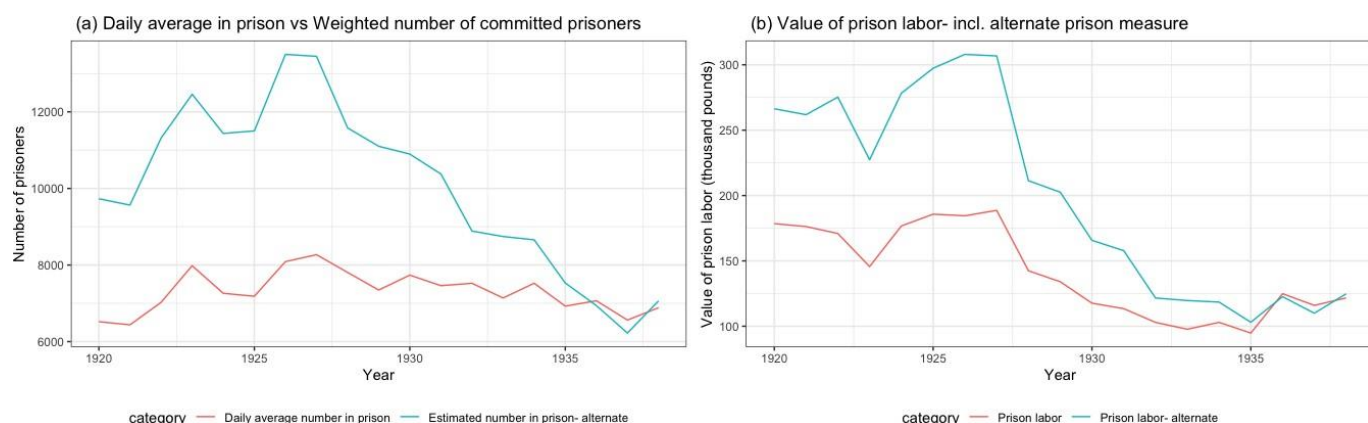 (a) Daily average in prison vs Weighted number of committed prisoners
Number of prisoners
12000
10000
8000
6000
1920
1925
1930
1935
Year
category
Daily average number in prison
Estimated number in prison- alternate
(b) Value of prison labor- incl. alternate prison measure
Value of prison labor (thousand pounds)
300
250
200
150
100
1920
1925
1930
1935
Year
category
Prison labor
Prison labor- alternate